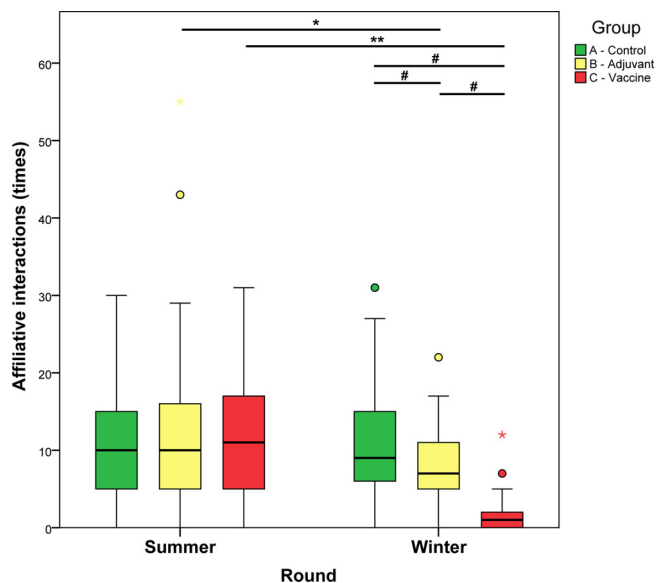 Group
A - Control
B - Adjuvant
C - Vaccine
*
**
#
#
#
60
50
40
30
20
10
0
Affiliative interactions (times)
Summer
Winter
Round